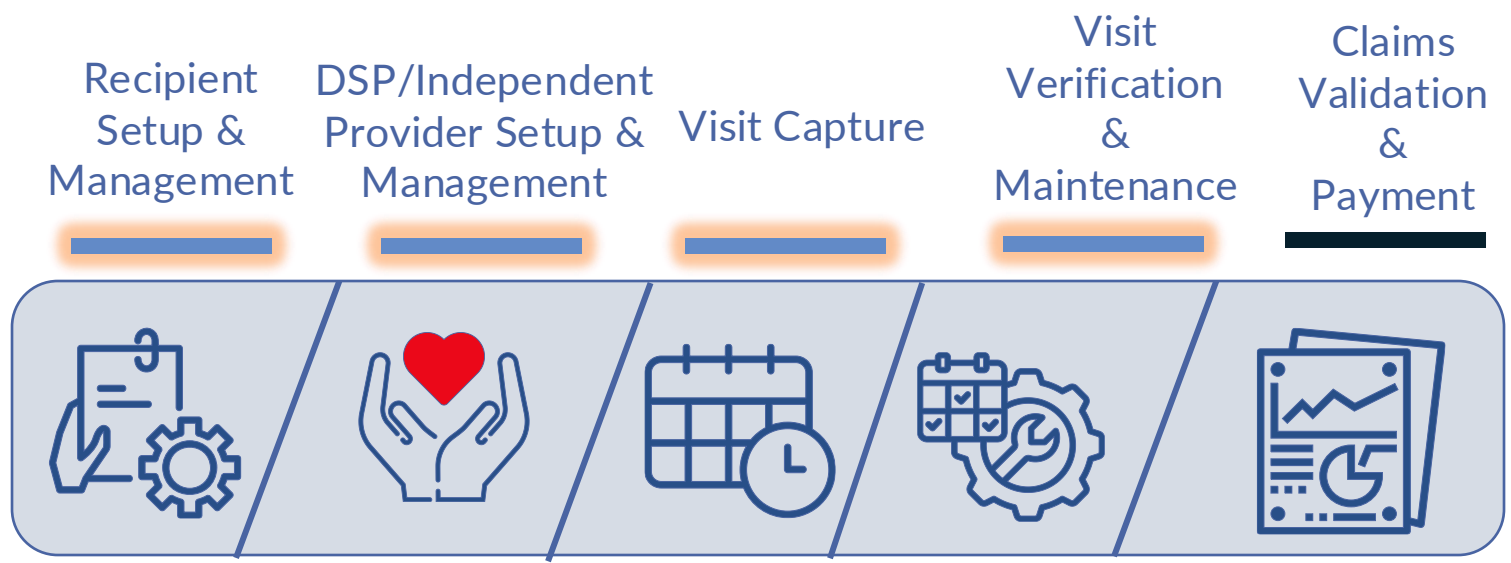 Recipient
Setup &
Management
DSP/Independent
Provider Setup &
Management
Visit Capture
Visit
Verification
&
Maintenance
Claims
Validation
&
Payment